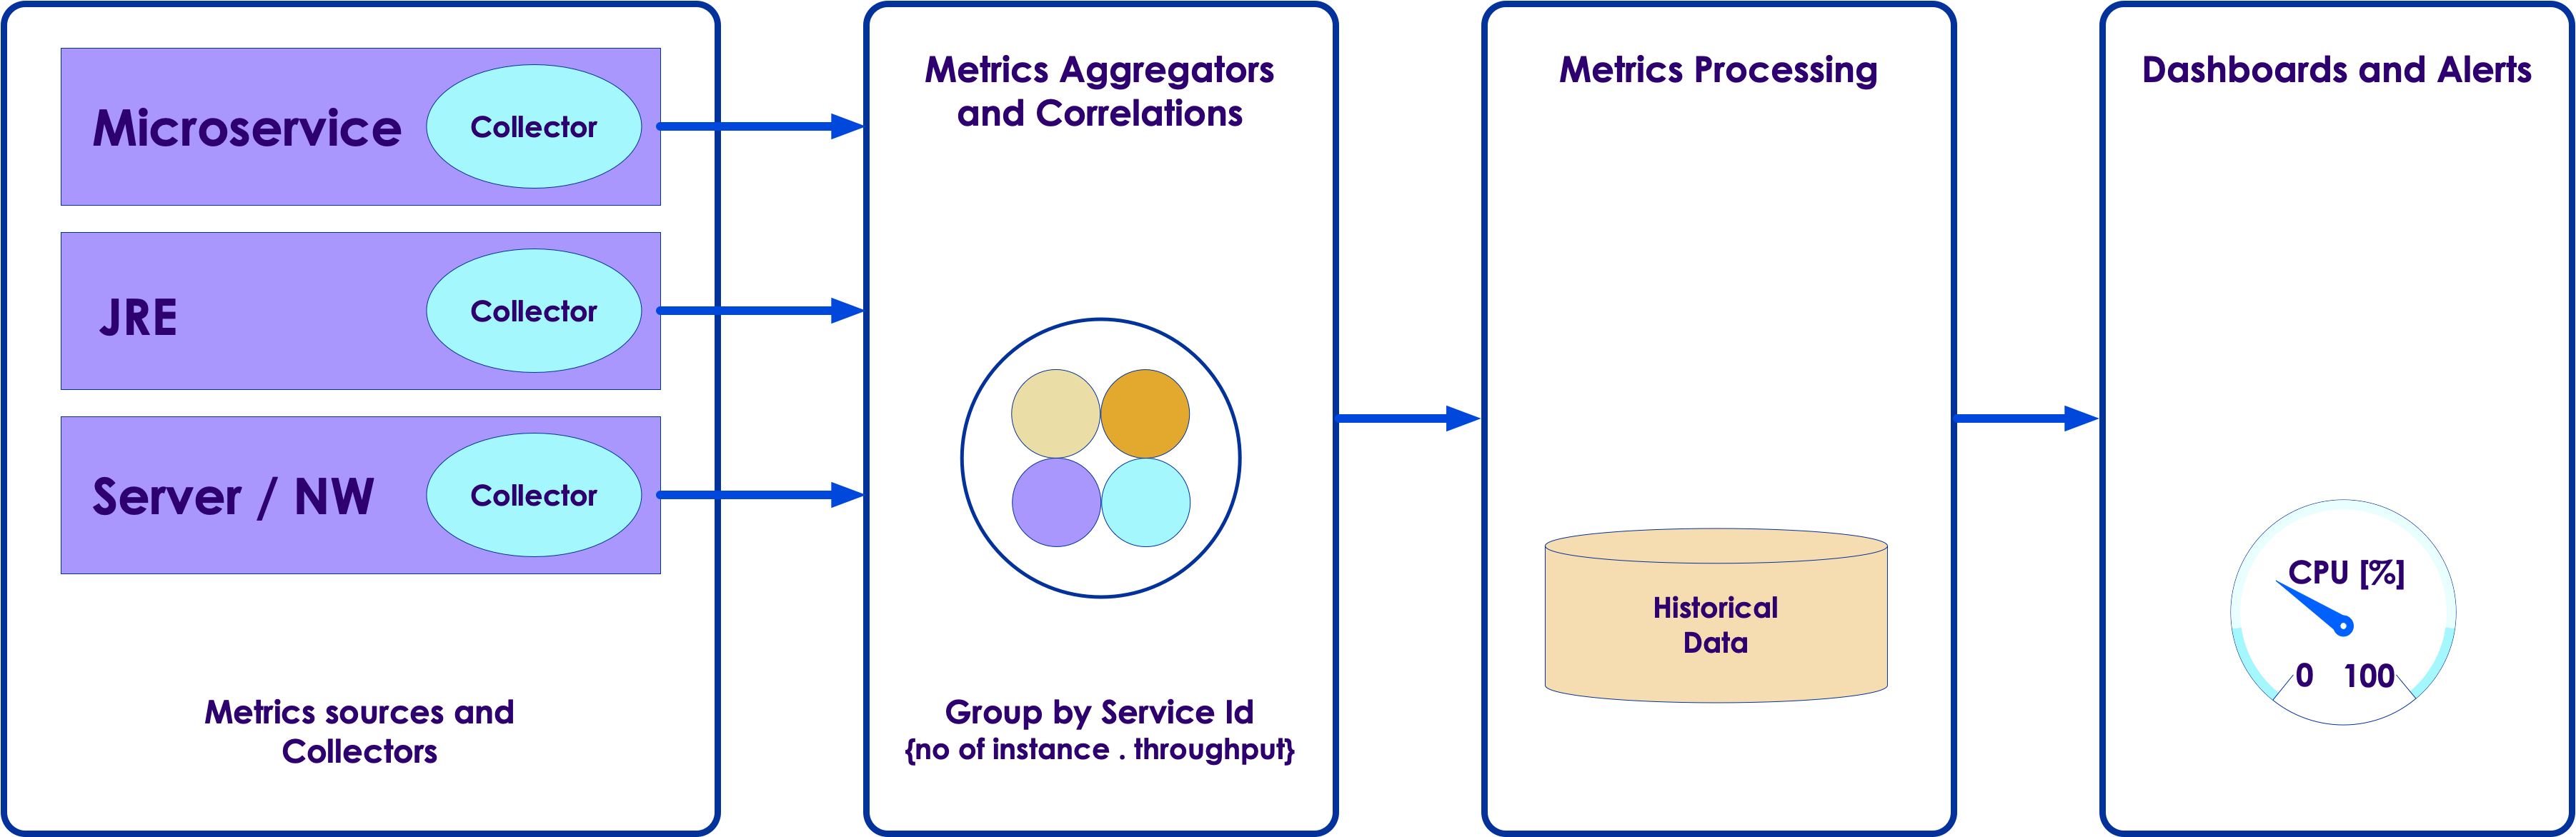 Microservice
Collector
JRE
Collector
Server / NW
Collector
Metrics sources and
Collectors
Metrics Aggregators
and Correlations
Group by Service Id
{no of instance . throughput}
Metrics Processing
Historical
Data
Dashboards and Alerts
CPU [%]
0 100